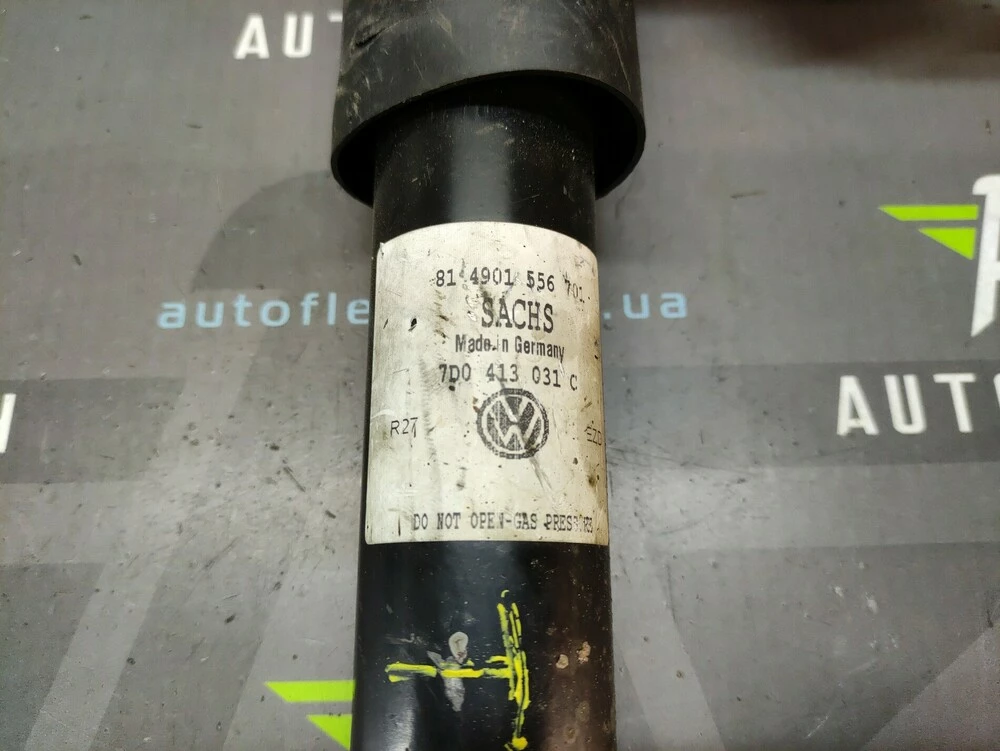 AUT
81 4901 556 701
SACHS
autofle .ua
Made in Germany
7D0 413 031 C
AUTO
R27
DO NOT OPEN-GAS PRESSURE